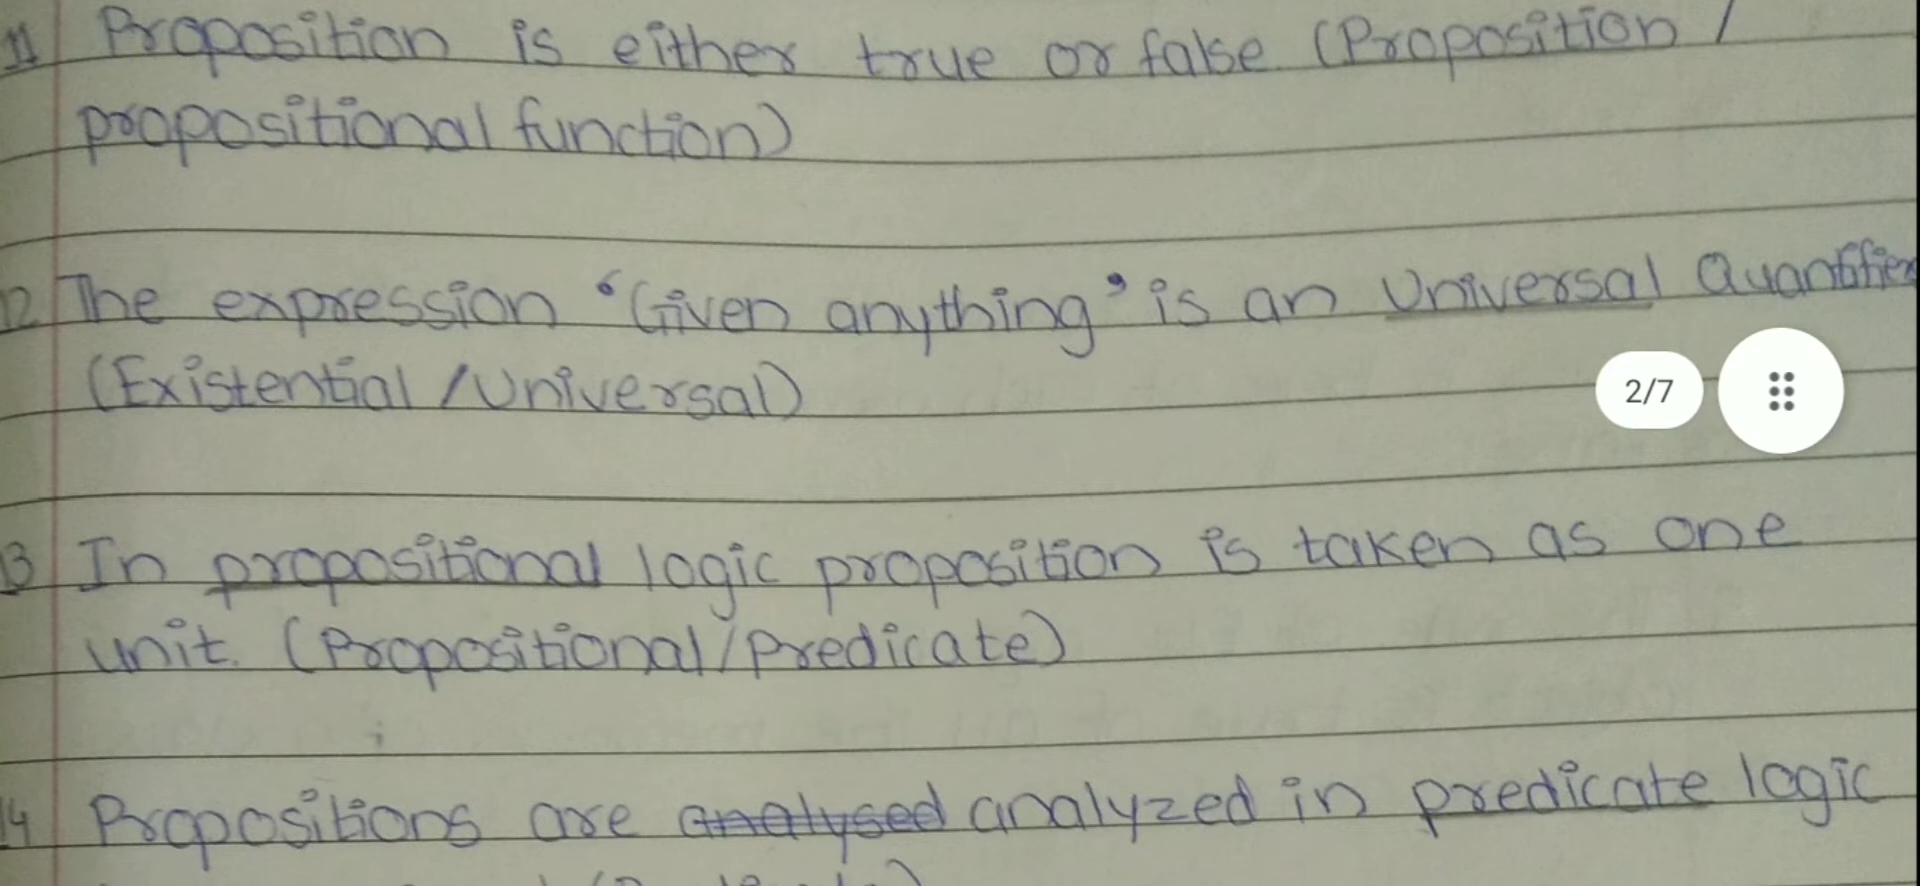 11 Proposition is either true or false (Proposition /
propositional function)
12 The expression ‘Given anything’ is an Universal Quantifier
(Existential / Universal)
2/7
13 In propositional logic proposition is taken as one
unit. (Propositional / predicate)
14 Propositions are analysed analyzed in predicate logic